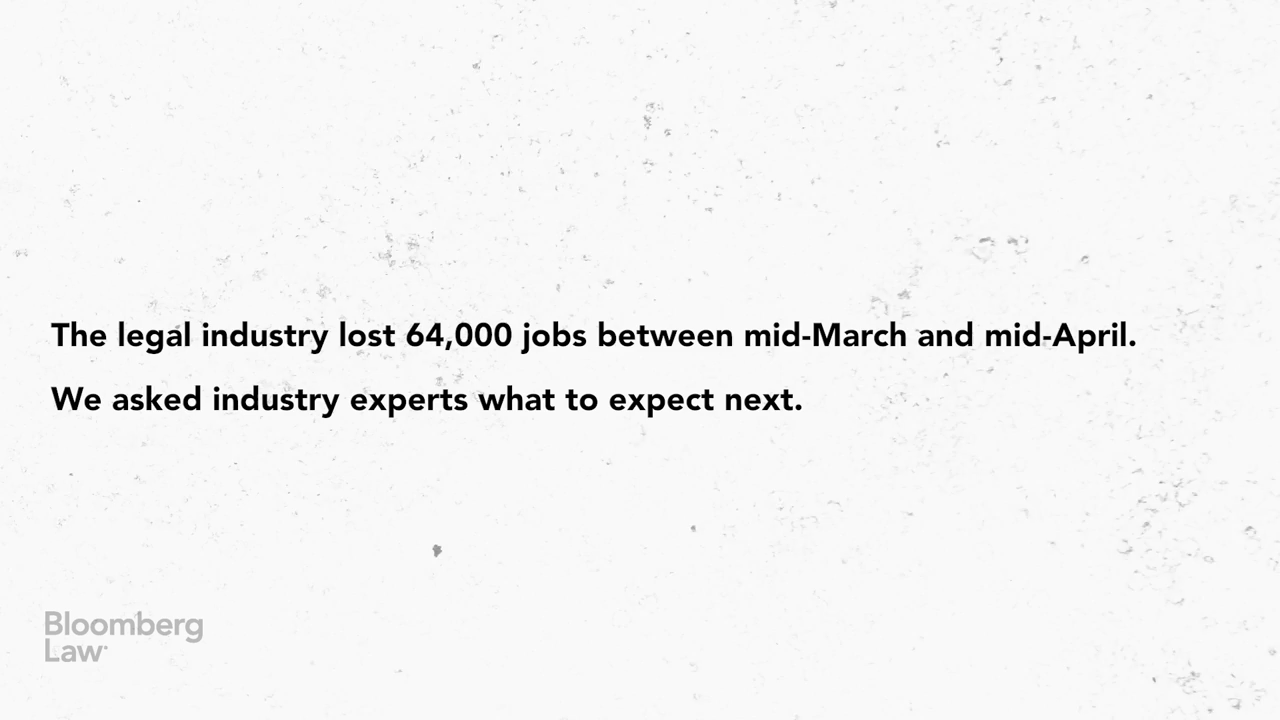 The legal industry lost 64,000 jobs between mid-March and mid-April.
We asked industry experts what to expect next.
Bloomberg
Law